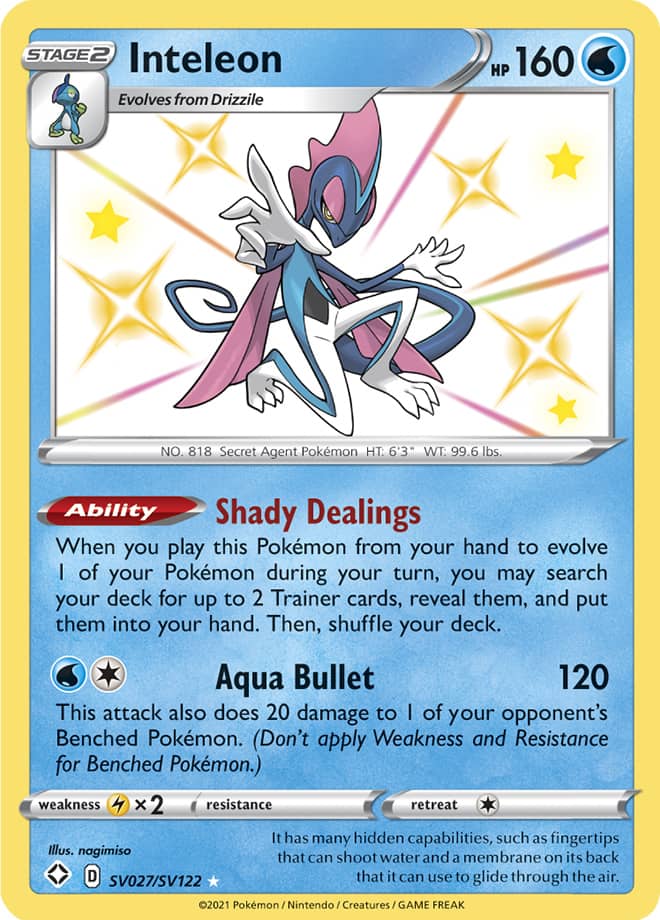 STAGE 2
Inteleon
HP 160
Evolves from Drizzile
NO. 818 Secret Agent Pokémon HT: 6'3" WT: 99.6 lbs.
Ability Shady Dealings
When you play this Pokémon from your hand to evolve
1 of your Pokémon during your turn, you may search
your deck for up to 2 Trainer cards, reveal them, and put
them into your hand. Then, shuffle your deck.
Aqua Bullet 120
This attack also does 20 damage to 1 of your opponent's
Benched Pokémon. (Don't apply Weakness and Resistance
for Benched Pokémon.)
weakness ×2 resistance retreat
Illus. nagimiso
It has many hidden capabilities, such as fingertips
that can shoot water and a membrane on its back
that it can use to glide through the air.
D SV027/SV122
©2021 Pokémon / Nintendo / Creatures / GAME FREAK